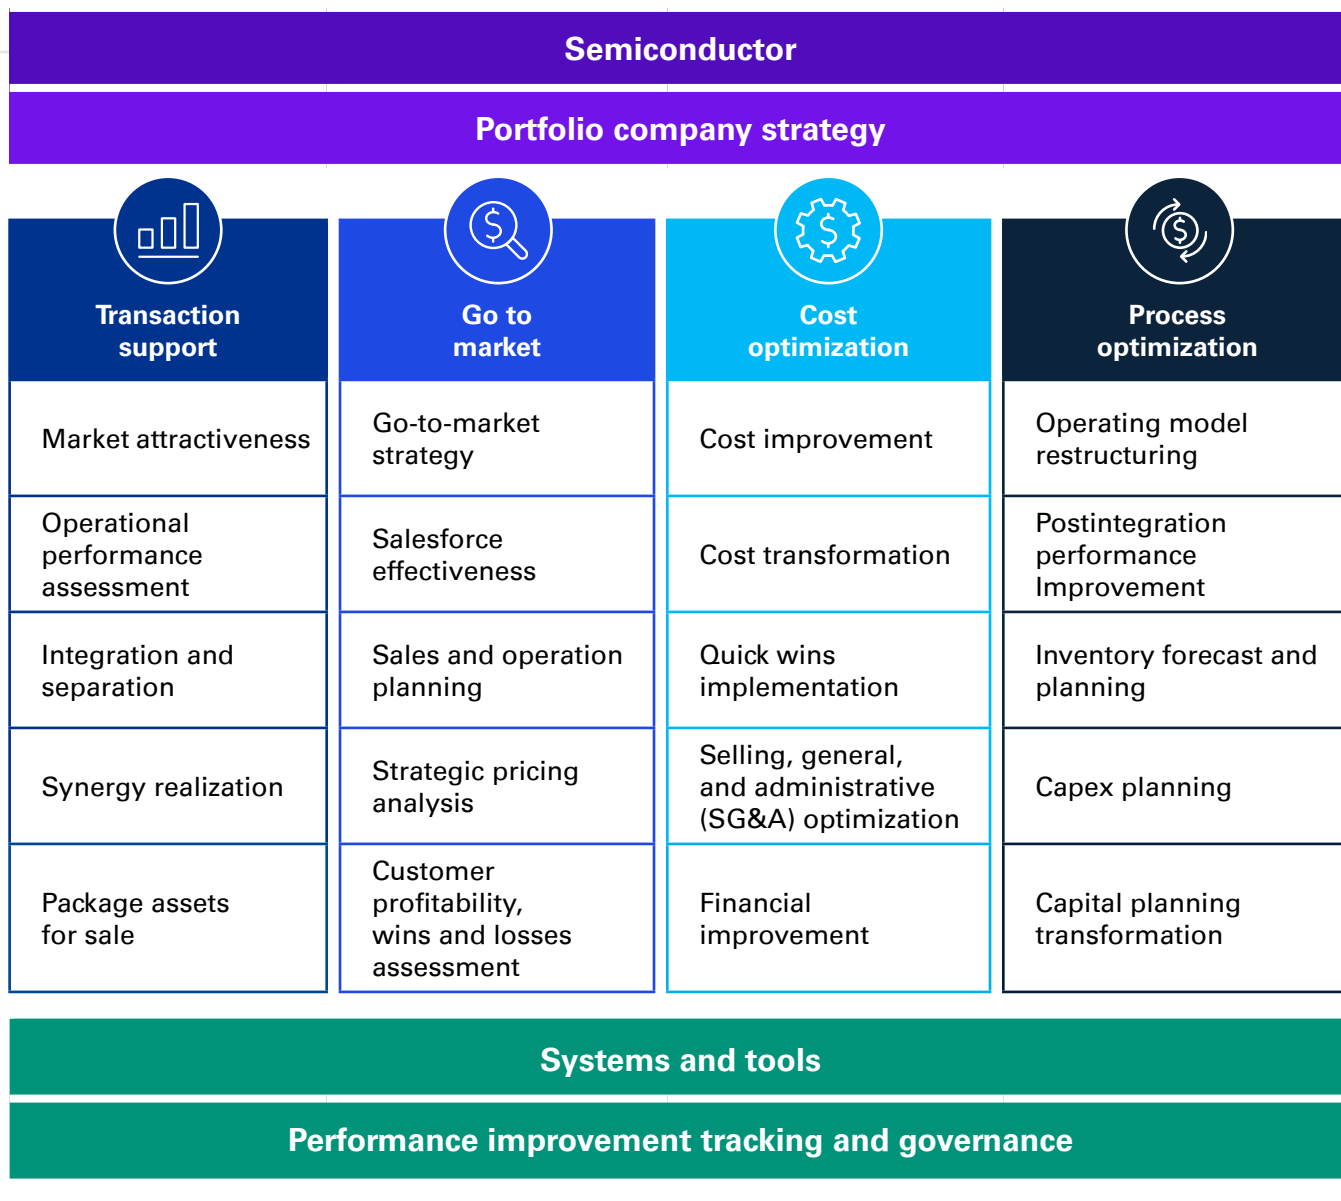 Semiconductor
Portfolio company strategy
Transaction
support
Market attractiveness
Operational
performance
assessment
Integration and
separation
Synergy realization
Package assets
for sale
Go to
market
Go-to-market
strategy
Salesforce
effectiveness
Sales and operation
planning
Strategic pricing
analysis
Customer
profitability,
wins and losses
assessment
Cost
optimization
Cost improvement
Cost transformation
Quick wins
implementation
Selling, general,
and administrative
(SG&A) optimization
Financial
improvement
Process
optimization
Operating model
restructuring
Postintegration
performance
Improvement
Inventory forecast and
planning
Capex planning
Capital planning
transformation
Systems and tools
Performance improvement tracking and governance